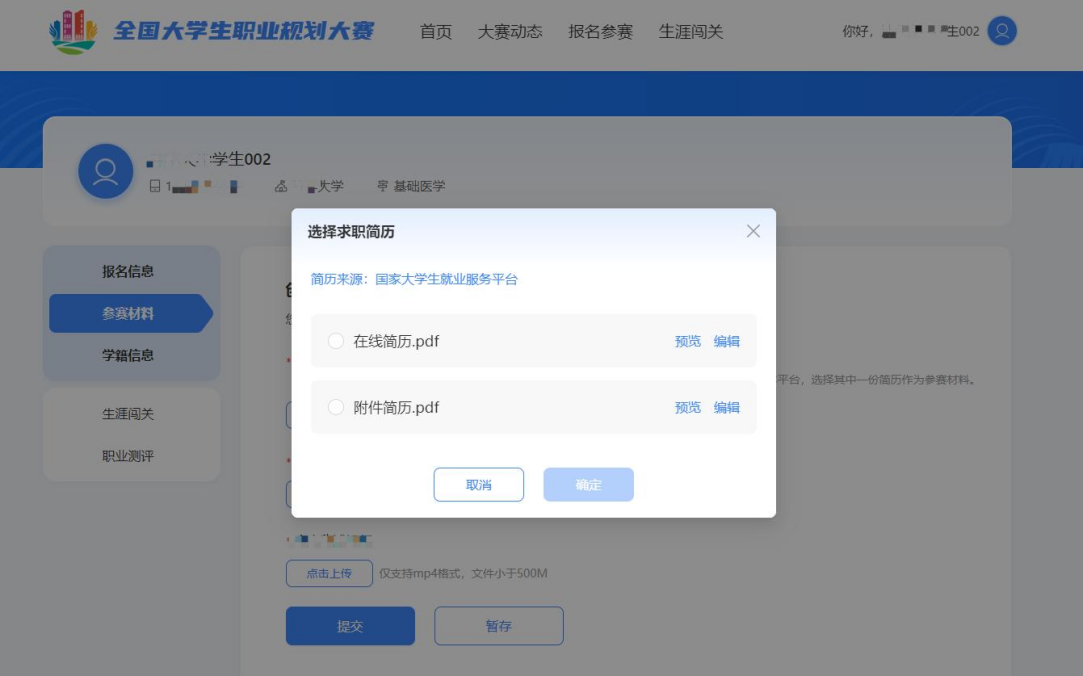 全国大学生职业规划大赛 首页 大赛动态 报名参赛 生涯闯关 你好, 生002
学生002
大学 基础医学
选择求职简历
简历来源：国家大学生就业服务平台
报名信息
参赛材料
学籍信息
生涯闯关
职业测评
在线简历.pdf 预览 编辑
附件简历.pdf 预览 编辑
平台，选择其中一份简历作为参赛材料。
取消 确定
点击上传 仅支持mp4格式，文件小于500M
提交 暂存